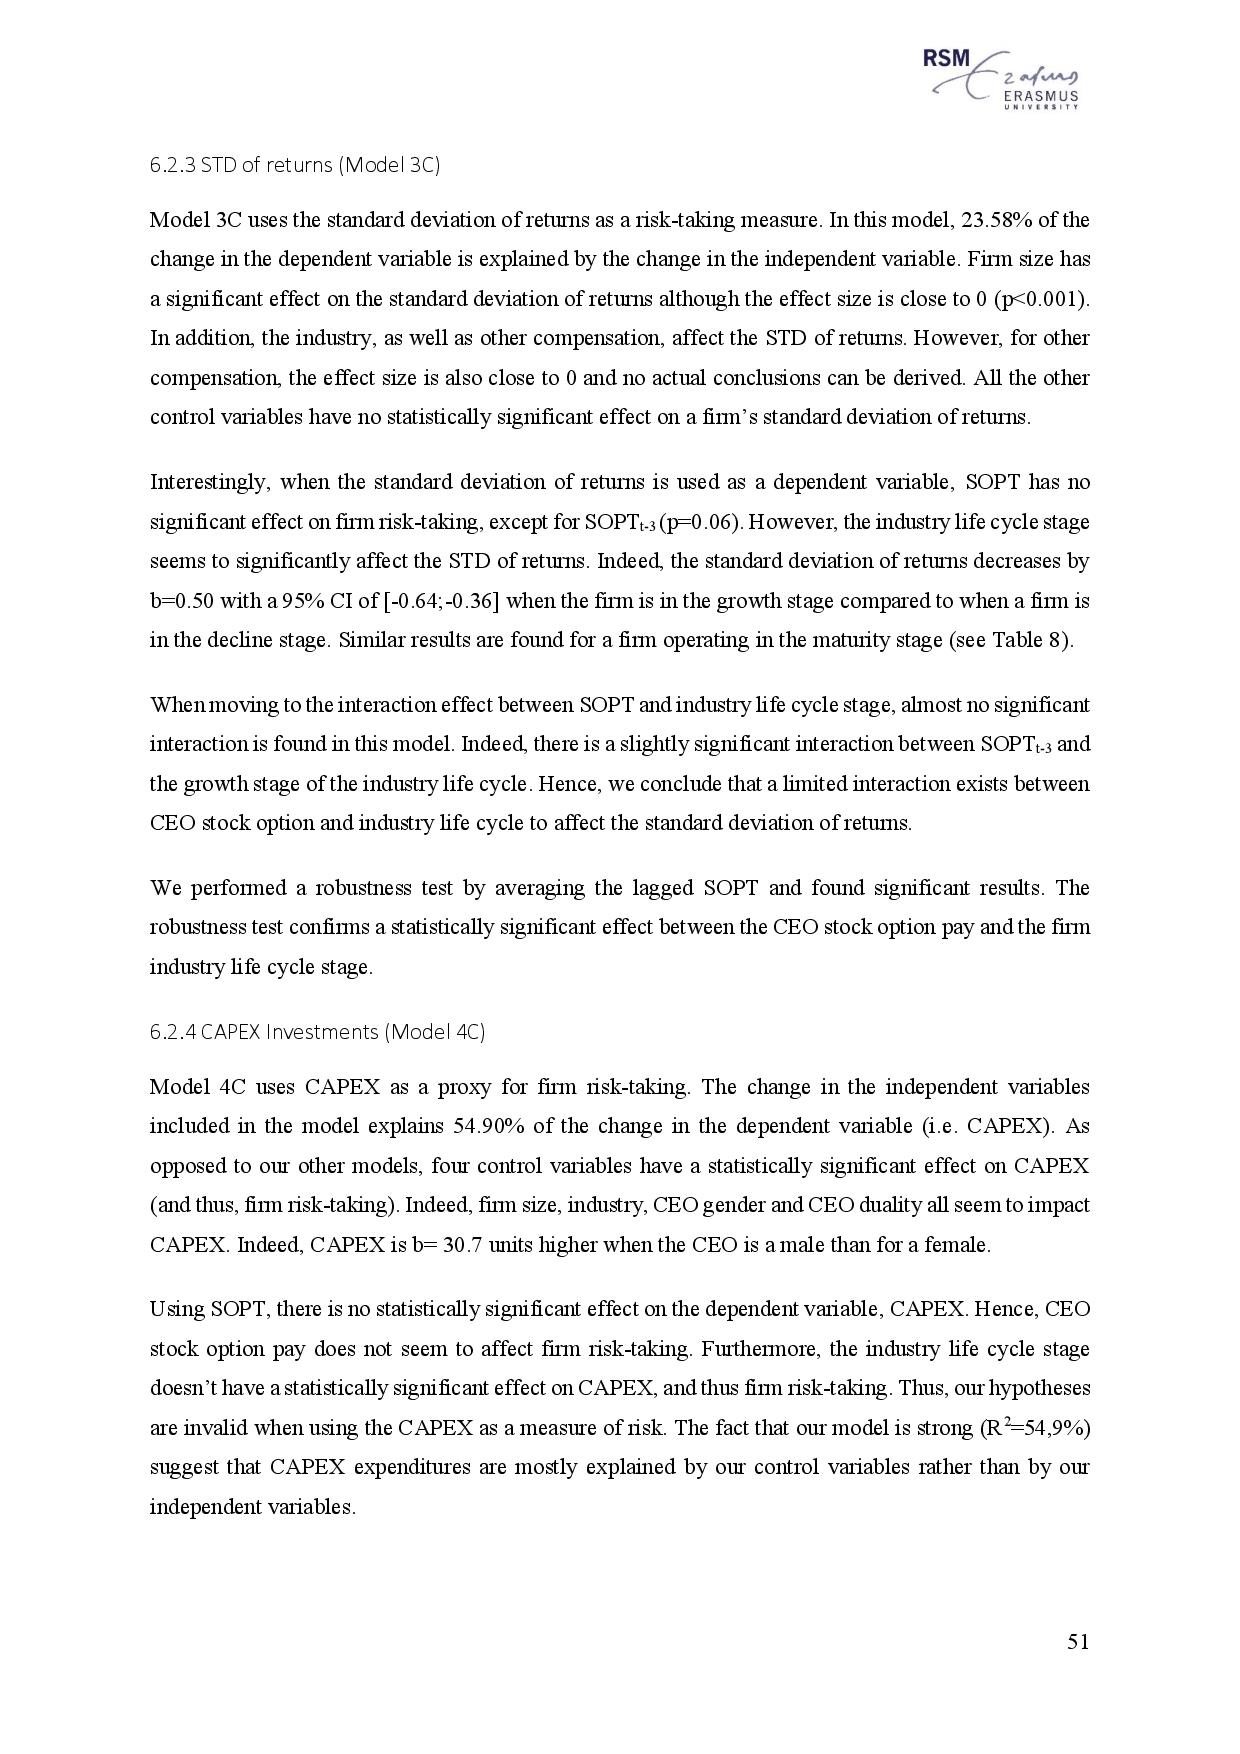 RSM
Erasmus
ERASMUS
UNIVERSITY
6.2.3 STD of returns (Model 3C)
Model 3C uses the standard deviation of returns as a risk-taking measure. In this model, 23.58% of the
change in the dependent variable is explained by the change in the independent variable. Firm size has
a significant effect on the standard deviation of returns although the effect size is close to 0 (p<0.001).
In addition, the industry, as well as other compensation, affect the STD of returns. However, for other
compensation, the effect size is also close to 0 and no actual conclusions can be derived. All the other
control variables have no statistically significant effect on a firm’s standard deviation of returns.
Interestingly, when the standard deviation of returns is used as a dependent variable, SOPT has no
significant effect on firm risk-taking, except for SOPTt-3 (p=0.06). However, the industry life cycle stage
seems to significantly affect the STD of returns. Indeed, the standard deviation of returns decreases by
b=0.50 with a 95% CI of [-0.64;-0.36] when the firm is in the growth stage compared to when a firm is
in the decline stage. Similar results are found for a firm operating in the maturity stage (see Table 8).
When moving to the interaction effect between SOPT and industry life cycle stage, almost no significant
interaction is found in this model. Indeed, there is a slightly significant interaction between SOPTt-3 and
the growth stage of the industry life cycle. Hence, we conclude that a limited interaction exists between
CEO stock option and industry life cycle to affect the standard deviation of returns.
We performed a robustness test by averaging the lagged SOPT and found significant results. The
robustness test confirms a statistically significant effect between the CEO stock option pay and the firm
industry life cycle stage.
6.2.4 CAPEX Investments (Model 4C)
Model 4C uses CAPEX as a proxy for firm risk-taking. The change in the independent variables
included in the model explains 54.90% of the change in the dependent variable (i.e. CAPEX). As
opposed to our other models, four control variables have a statistically significant effect on CAPEX
(and thus, firm risk-taking). Indeed, firm size, industry, CEO gender and CEO duality all seem to impact
CAPEX. Indeed, CAPEX is b= 30.7 units higher when the CEO is a male than for a female.
Using SOPT, there is no statistically significant effect on the dependent variable, CAPEX. Hence, CEO
stock option pay does not seem to affect firm risk-taking. Furthermore, the industry life cycle stage
doesn’t have a statistically significant effect on CAPEX, and thus firm risk-taking. Thus, our hypotheses
are invalid when using the CAPEX as a measure of risk. The fact that our model is strong (R²=54,9%)
suggest that CAPEX expenditures are mostly explained by our control variables rather than by our
independent variables.
51